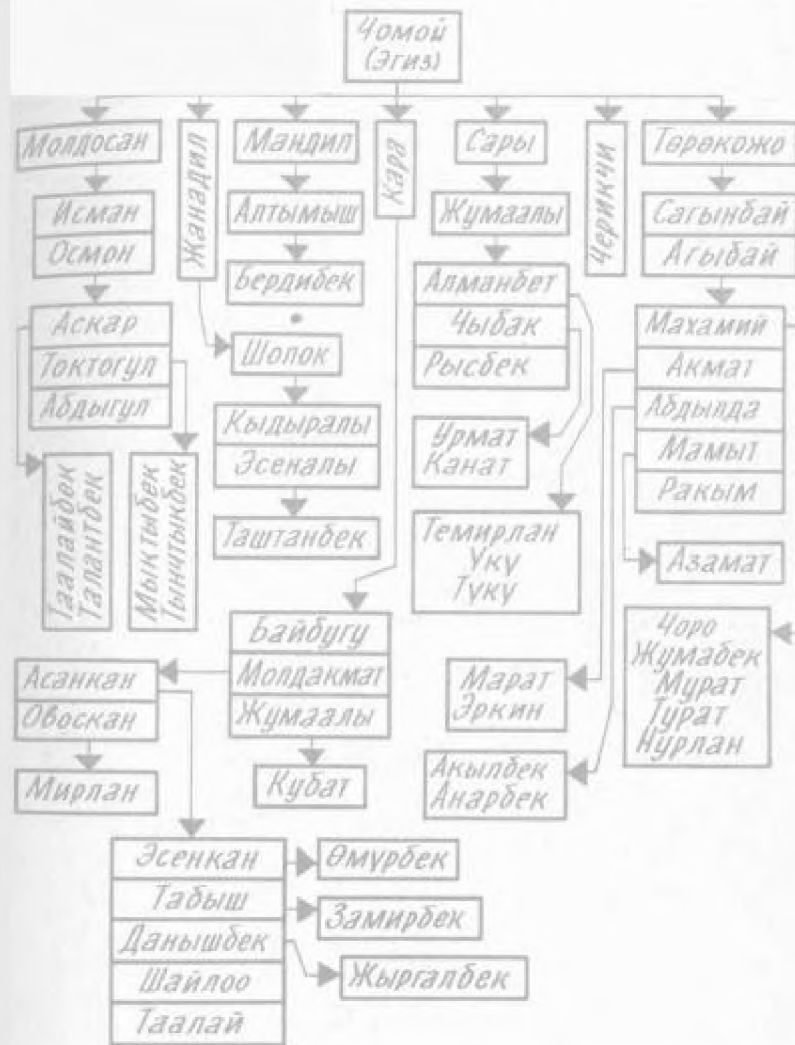 Чомой
(Эгиз)
Молдосан
Жанадил
Мандил
Кара
Сары
Черикчи
Төрөкожо
Исман
Осмон
Алтымыш
Жумаалы
Сагынбай
Агыбай
Бердибек
Алманбет
Чыбак
Рысбек
Аскар
Токтогул
Абдыгул
Шолок
Махамий
Акмат
Абдылда
Мамыт
Ракым
Кыдыралы
Эсеналы
Урмат
Канат
Таалайбек
Талантбек
Мыктыбек
Тынчтыкбек
Таштанбек
Темирлан
Уку
Түкү
Азамат
Байбугу
Молдакмат
Жумаалы
Чоро
Жумабек
Мурат
Турат
Нурлан
Асанкан
Овоскан
Марат
Эркин
Мирлан
Кубат
Акылбек
Анарбек
Эсенкан
Табыш
Данышбек
Шайлоо
Таалай
Өмүрбек
Замирбек
Жыргалбек